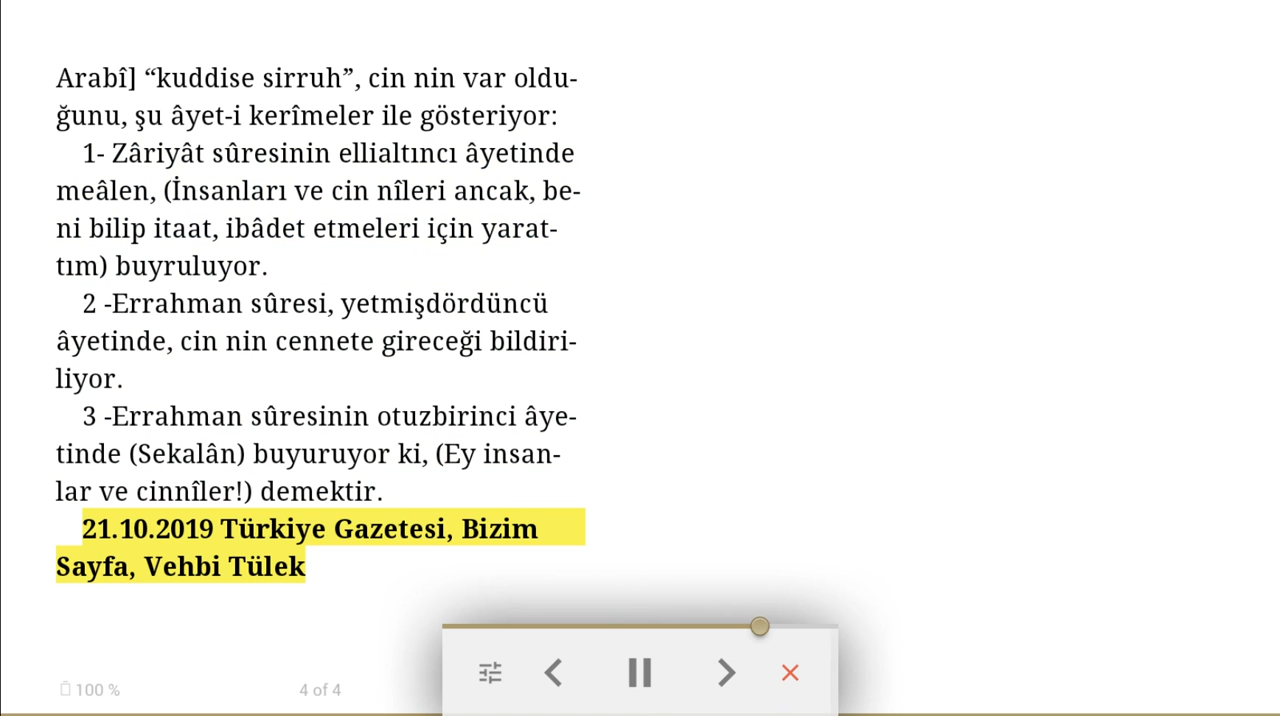 Arabî] “kuddise sirruh”, cin nin var oldu-
ğunu, şu âyet-i kerîmeler ile gösteriyor:
1- Zâriyât sûresinin ellialtıncı âyetinde
meâlen, (İnsanları ve cin nîleri ancak, be-
ni bilip itaat, ibâdet etmeleri için yarat-
tım) buyruluyor.
2 -Errahman sûresi, yetmişdördüncü
âyetinde, cin nin cennete gireceği bildiri-
liyor.
3 -Errahman sûresinin otuzbirinci âye-
tinde (Sekalân) buyuruyor ki, (Ey insan-
lar ve cinnîler!) demektir.
21.10.2019 Türkiye Gazetesi, Bizim
Sayfa, Vehbi Tülek
100 %
4 of 4